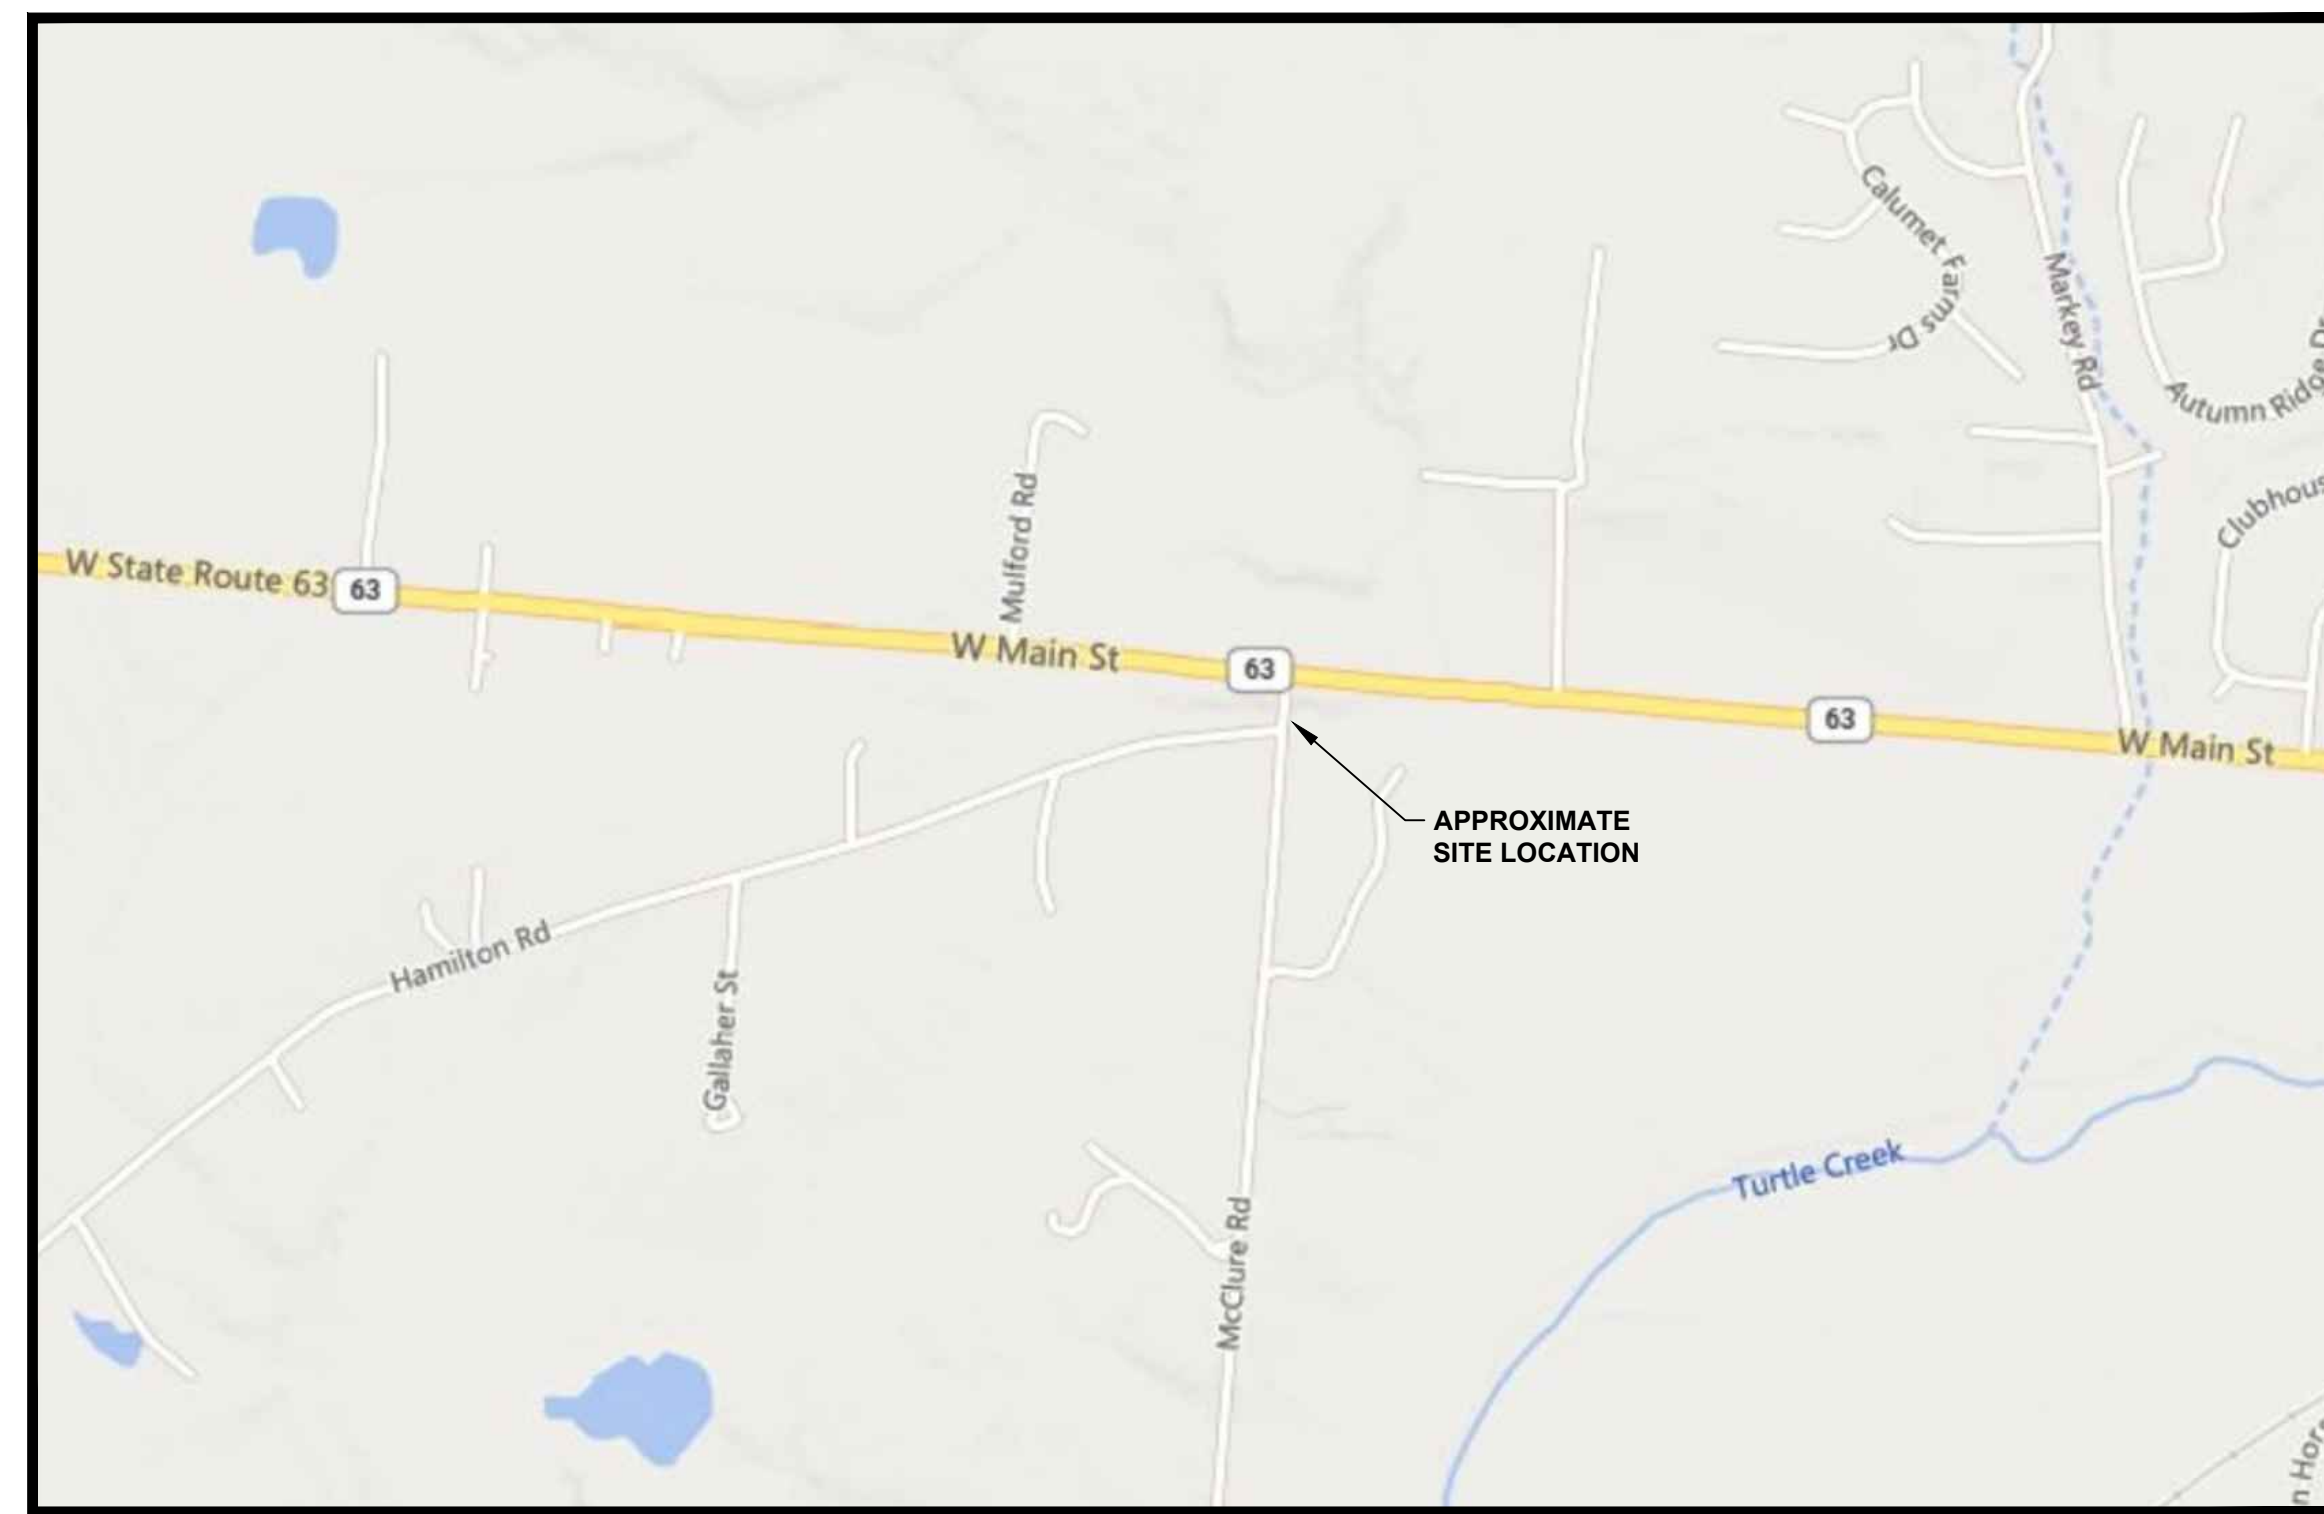 Calumet Farms Dr
Markey Rd
Autumn Ridge Dr
Mulford Rd
W State Route 63
63
W Main St
63
63
W Main St
APPROXIMATE
SITE LOCATION
Hamilton Rd
Gallaher St
McClure Rd
Turtle Creek